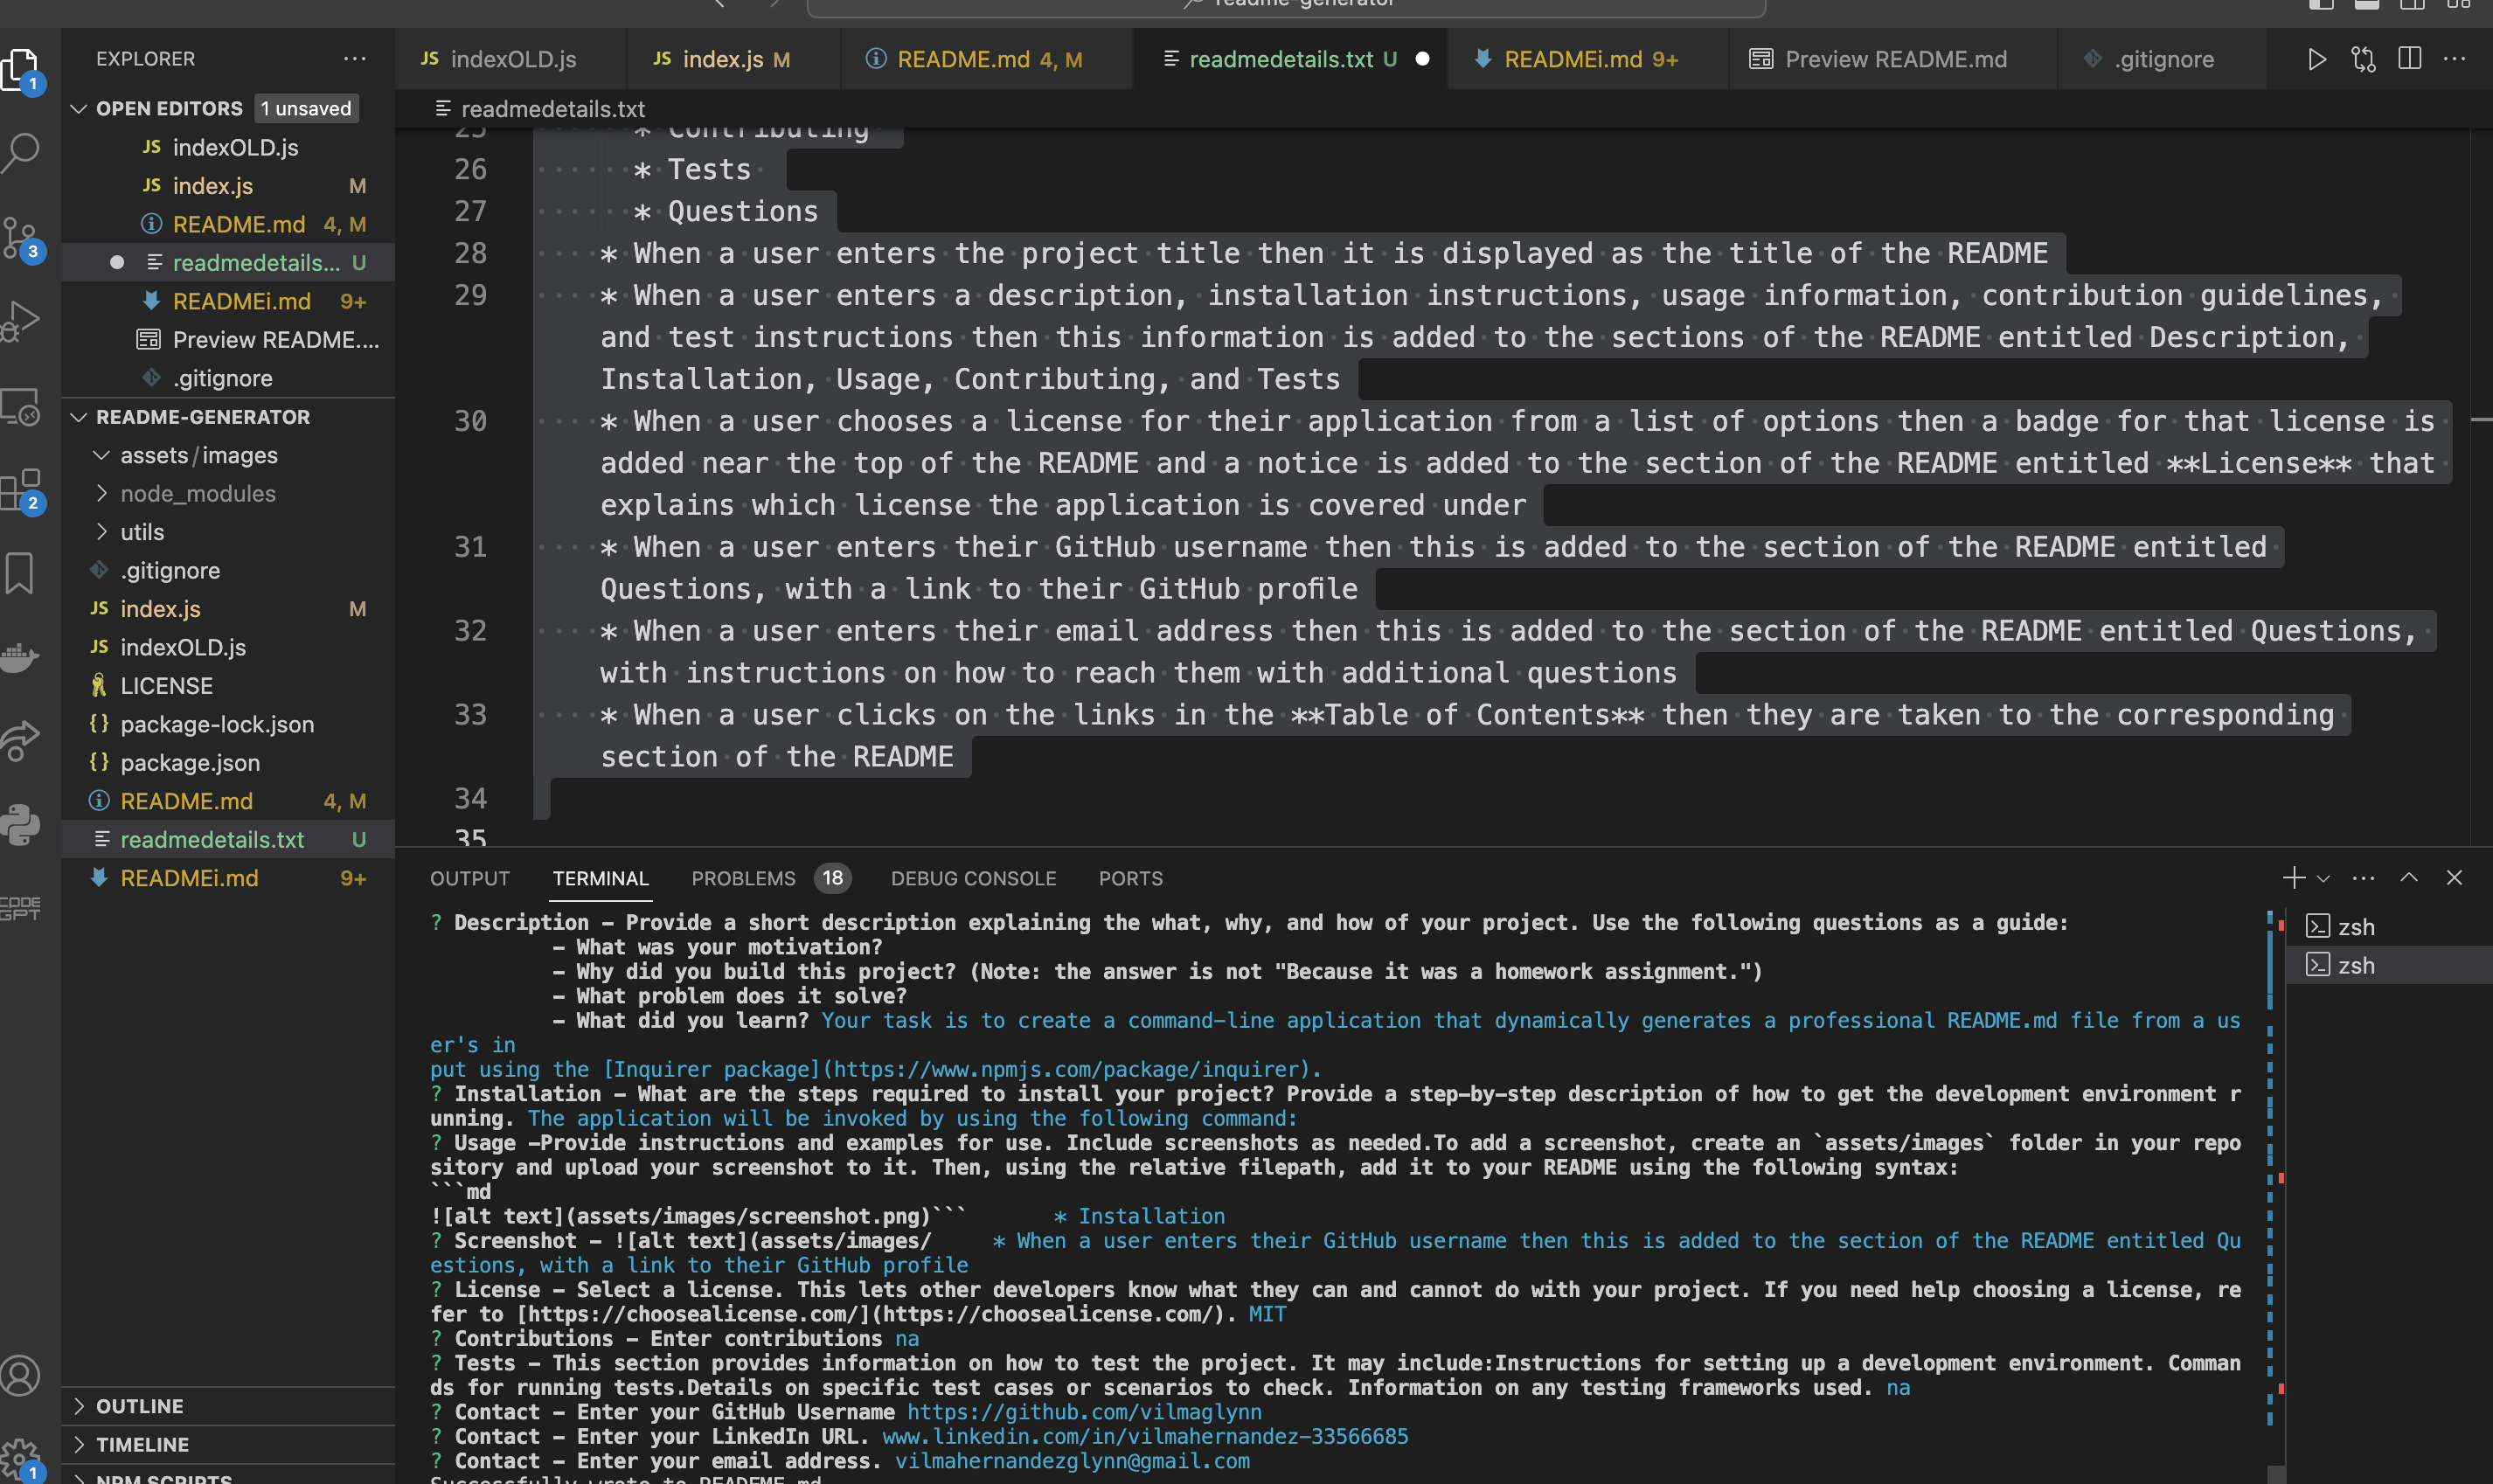 readme-generator
EXPLORER
OPEN EDITORS 1 unsaved
JS indexOLD.js
JS index.js M
README.md 4, M
readmedetails... U
READMEi.md 9+
Preview README....
.gitignore
README-GENERATOR
assets/images
node_modules
utils
.gitignore
JS index.js M
JS indexOLD.js
LICENSE
{} package-lock.json
{} package.json
README.md 4, M
readmedetails.txt U
READMEi.md 9+
OUTLINE
TIMELINE
NPM SCRIPTS
1
3
2
CODE
GPT
1
JS indexOLD.js JS index.js M README.md 4, M readmedetails.txt U READMEi.md 9+ Preview README.md .gitignore
readmedetails.txt
25 * Contributing
26 * Tests
27 * Questions
28 * When a user enters the project title then it is displayed as the title of the README
29 * When a user enters a description, installation instructions, usage information, contribution guidelines,
and test instructions then this information is added to the sections of the README entitled Description,
Installation, Usage, Contributing, and Tests
30 * When a user chooses a license for their application from a list of options then a badge for that license is
added near the top of the README and a notice is added to the section of the README entitled **License** that
explains which license the application is covered under
31 * When a user enters their GitHub username then this is added to the section of the README entitled
Questions, with a link to their GitHub profile
32 * When a user enters their email address then this is added to the section of the README entitled Questions,
with instructions on how to reach them with additional questions
33 * When a user clicks on the links in the **Table of Contents** then they are taken to the corresponding
section of the README
34
35
OUTPUT TERMINAL PROBLEMS 18 DEBUG CONSOLE PORTS
? Description – Provide a short description explaining the what, why, and how of your project. Use the following questions as a guide:
– What was your motivation?
– Why did you build this project? (Note: the answer is not "Because it was a homework assignment.")
– What problem does it solve?
– What did you learn? Your task is to create a command-line application that dynamically generates a professional README.md file from a us
er's in
put using the [Inquirer package](https://www.npmjs.com/package/inquirer).
? Installation – What are the steps required to install your project? Provide a step-by-step description of how to get the development environment r
unning. The application will be invoked by using the following command:
? Usage –Provide instructions and examples for use. Include screenshots as needed.To add a screenshot, create an `assets/images` folder in your repo
sitory and upload your screenshot to it. Then, using the relative filepath, add it to your README using the following syntax:
```md
![alt text](assets/images/screenshot.png)``` * Installation
? Screenshot – ![alt text](assets/images/ * When a user enters their GitHub username then this is added to the section of the README entitled Qu
estions, with a link to their GitHub profile
? License – Select a license. This lets other developers know what they can and cannot do with your project. If you need help choosing a license, re
fer to [https://choosealicense.com/](https://choosealicense.com/). MIT
? Contributions – Enter contributions na
? Tests – This section provides information on how to test the project. It may include:Instructions for setting up a development environment. Comman
ds for running tests.Details on specific test cases or scenarios to check. Information on any testing frameworks used. na
? Contact – Enter your GitHub Username https://github.com/vilmaglynn
? Contact – Enter your LinkedIn URL. www.linkedin.com/in/vilmahernandez-33566685
? Contact – Enter your email address. vilmahernandezglynn@gmail.com
Successfully wrote to README.md
zsh
zsh